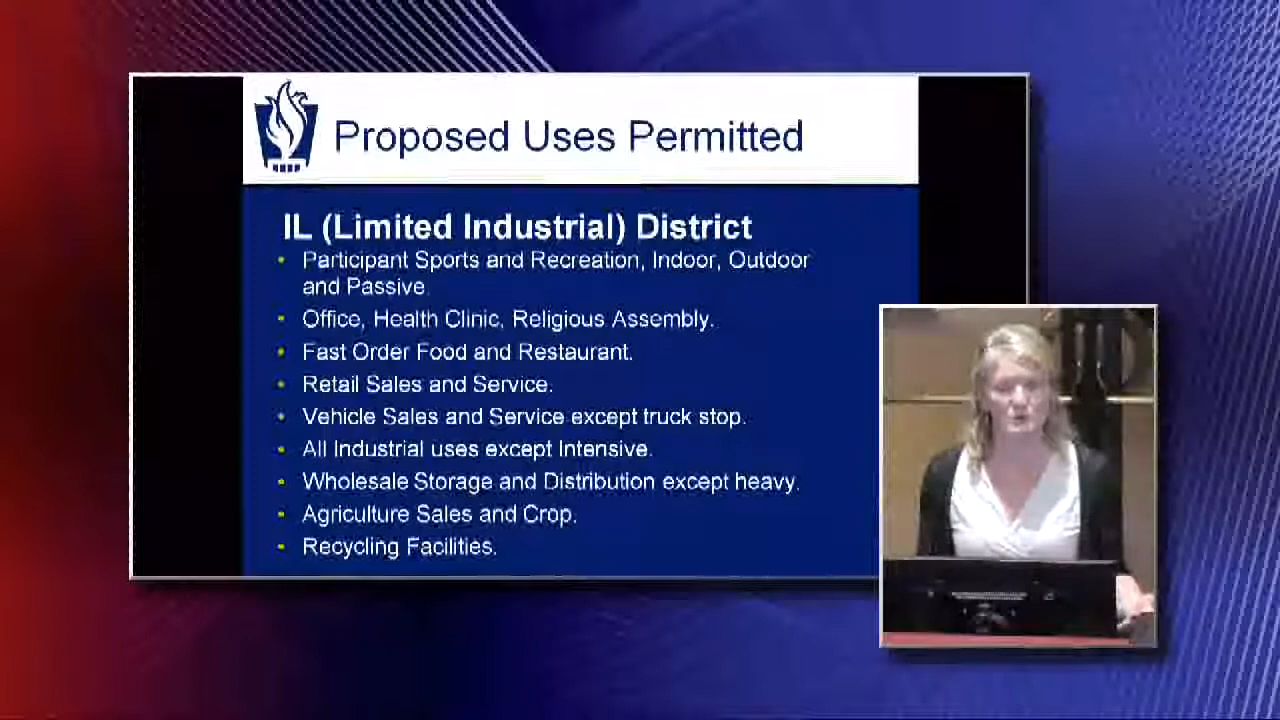 Proposed Uses Permitted
IL (Limited Industrial) District
• Participant Sports and Recreation, Indoor, Outdoor
and Passive.
• Office, Health Clinic, Religious Assembly.
• Fast Order Food and Restaurant.
• Retail Sales and Service.
• Vehicle Sales and Service except truck stop.
• All Industrial uses except Intensive.
• Wholesale Storage and Distribution except heavy.
• Agriculture Sales and Crop.
• Recycling Facilities.